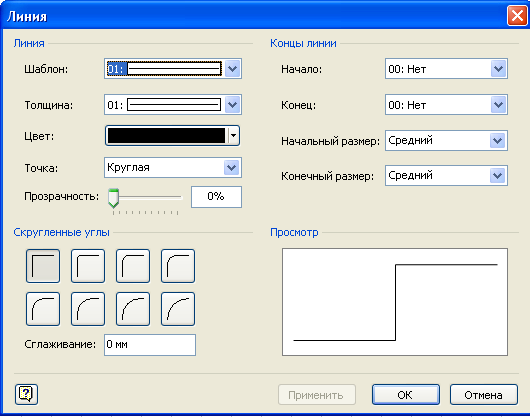 Линия
Линия
Шаблон: 01:
Толщина: 01:
Цвет:
Точка: Круглая
Прозрачность: 0%
Концы линии
Начало: 00: Нет
Конец: 00: Нет
Начальный размер: Средний
Конечный размер: Средний
Скругленные углы
Сглаживание: 0 мм
Просмотр
?
Применить
ОК
Отмена